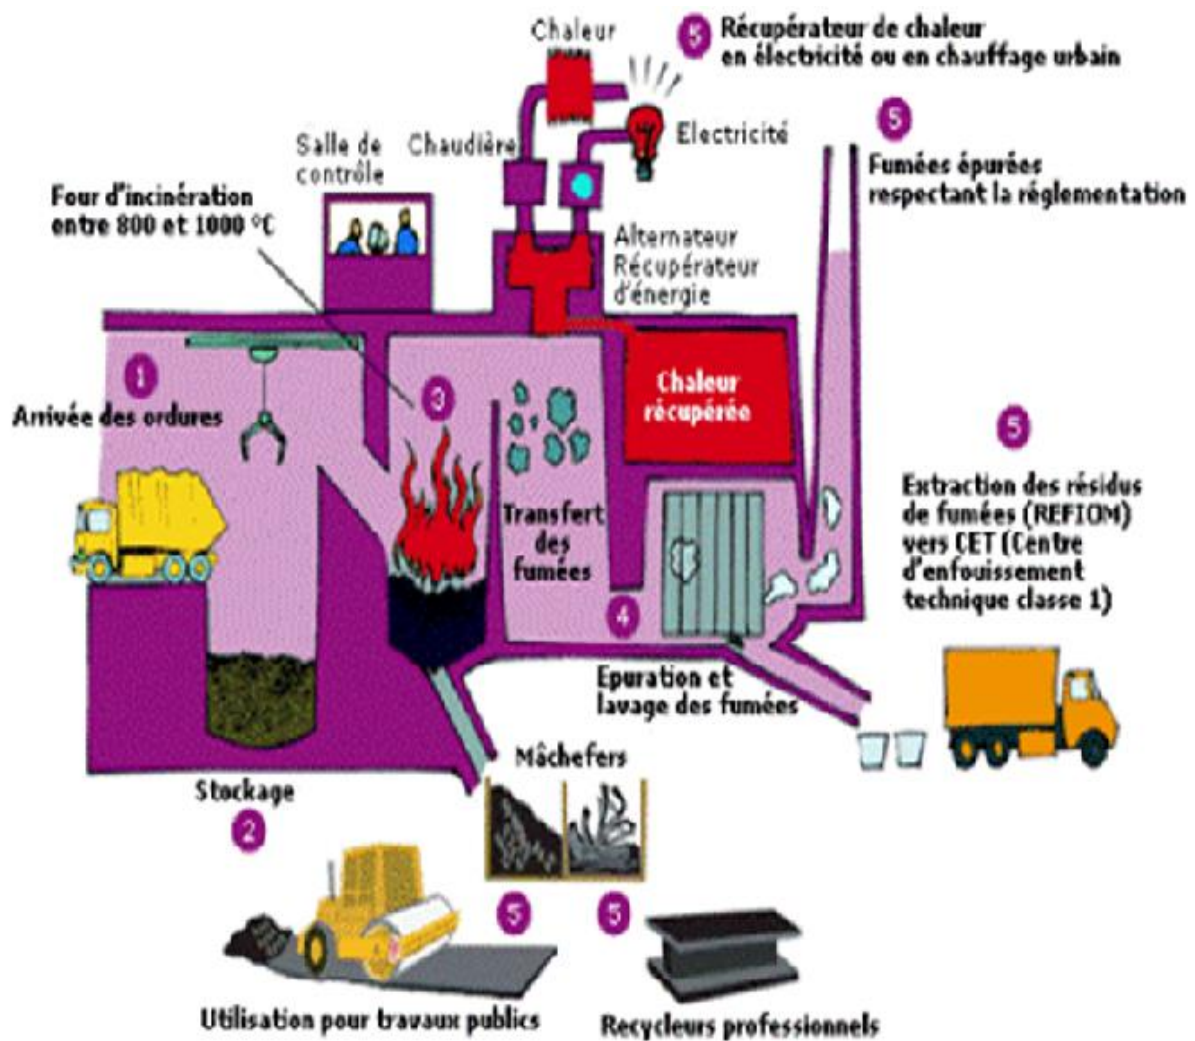 Chaleur
5
Récupérateur de chaleur
en électricité ou en chauffage urbain
Salle de
contrôle
Chaudière
Electricité
5
Fumées épurées
respectant la réglementation
Four d'incinération
entre 800 et 1000 °C
Alternateur
Récupérateur
d'énergie
1
Arrivée des ordures
3
Chaleur
récupérée
5
Extraction des résidus
de fumées (REFIOM)
vers CET (Centre
d'enfouissement
technique classe 1)
Transfert
des
fumées
4
Epuration et
lavage des fumées
Mâchefers
Stockage
2
5
5
Utilisation pour travaux publics
Recycleurs professionnels